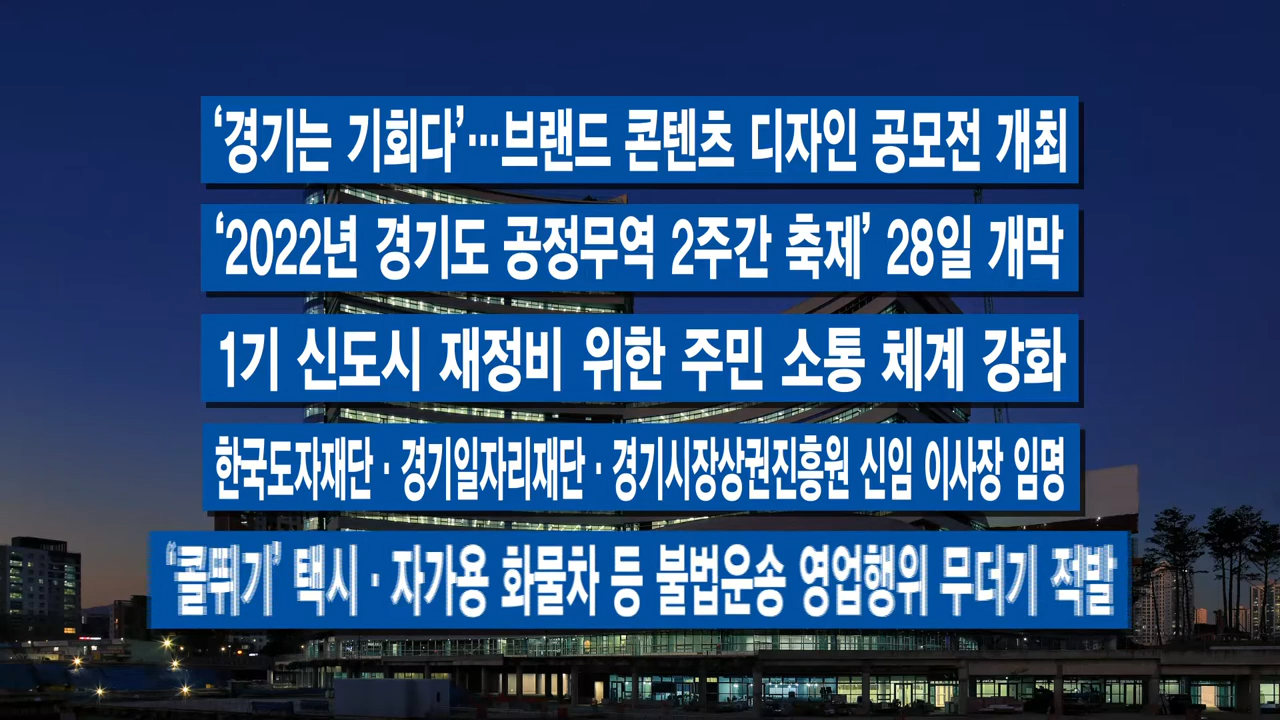 ‘경기는 기회다’…브랜드 콘텐츠 디자인 공모전 개최
‘2022년 경기도 공정무역 2주간 축제’ 28일 개막
1기 신도시 재정비 위한 주민 소통 체계 강화
한국도자재단·경기일자리재단·경기시장상권진흥원 신임 이사장 임명
‘콜뛰기’ 택시·자가용 화물차 등 불법운송 영업행위 무더기 적발